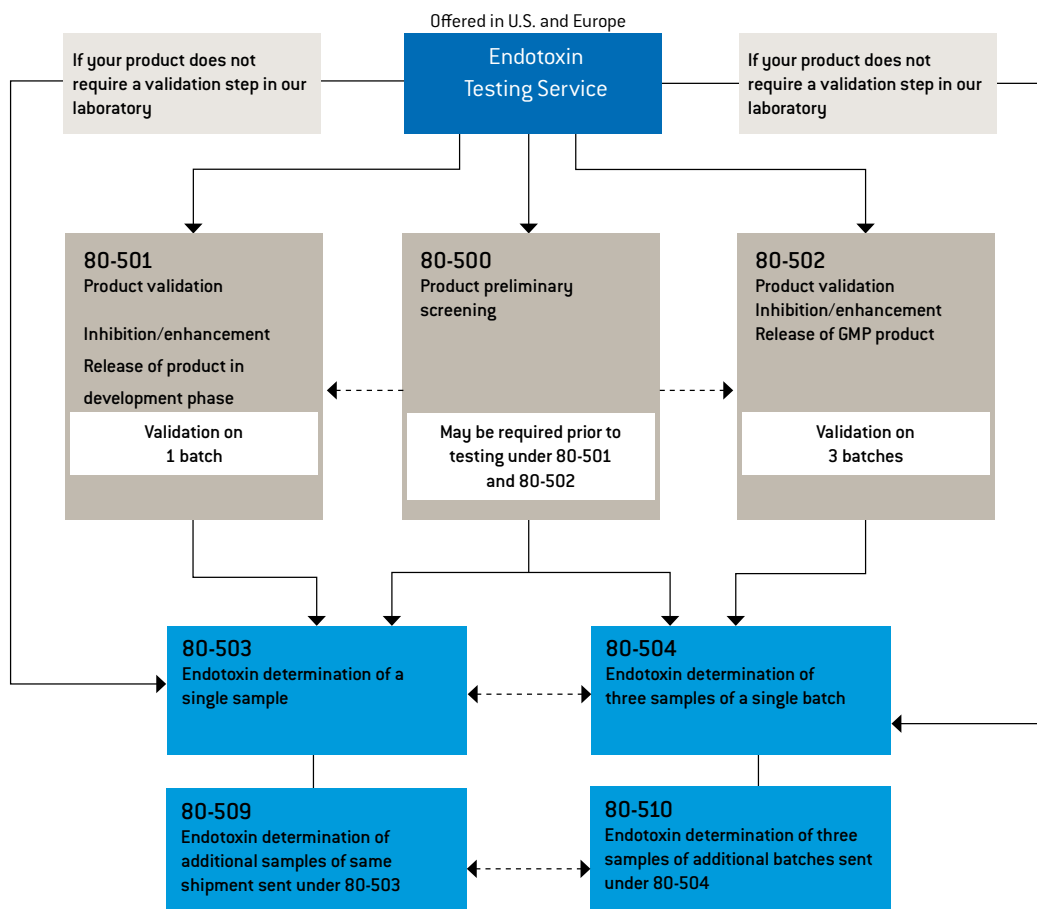 Offered in U.S. and Europe
If your product does not
require a validation step in our
laboratory
Endotoxin
Testing Service
If your product does not
require a validation step in our
laboratory
80-501
Product validation
Inhibition/enhancement
Release of product in
development phase
Validation on
1 batch
80-500
Product preliminary
screening
May be required prior to
testing under 80-501
and 80-502
80-502
Product validation
Inhibition/enhancement
Release of GMP product
Validation on
3 batches
80-503
Endotoxin determination of a
single sample
80-504
Endotoxin determination of
three samples of a single batch
80-509
Endotoxin determination of
additional samples of same
shipment sent under 80-503
80-510
Endotoxin determination of three
samples of additional batches sent
under 80-504